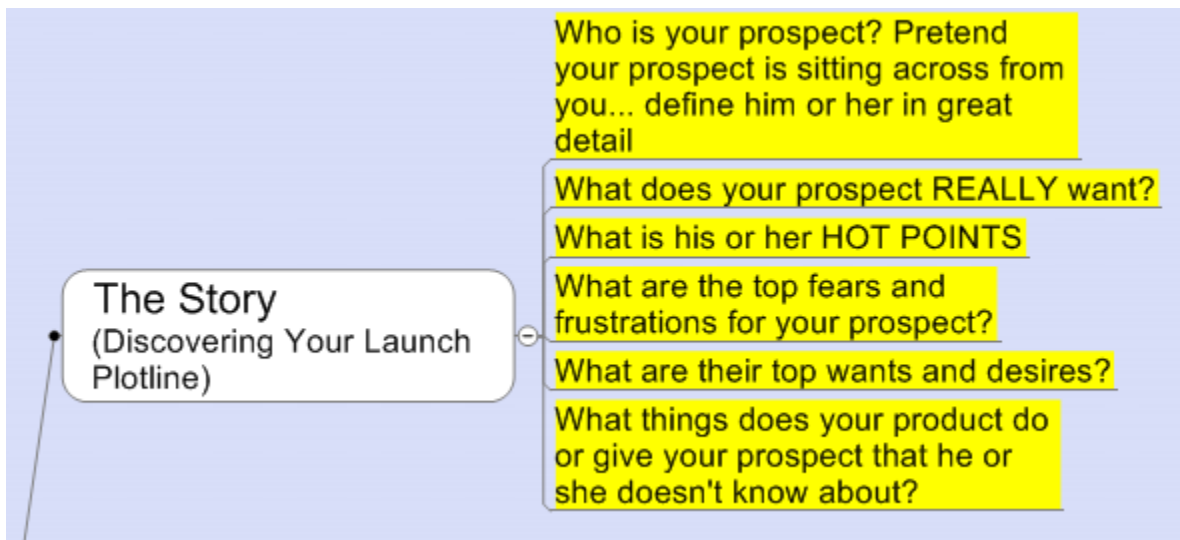 The Story
(Discovering Your Launch
Plotline)
Who is your prospect? Pretend
your prospect is sitting across from
you... define him or her in great
detail
What does your prospect REALLY want?
What is his or her HOT POINTS
What are the top fears and
frustrations for your prospect?
What are their top wants and desires?
What things does your product do
or give your prospect that he or
she doesn't know about?